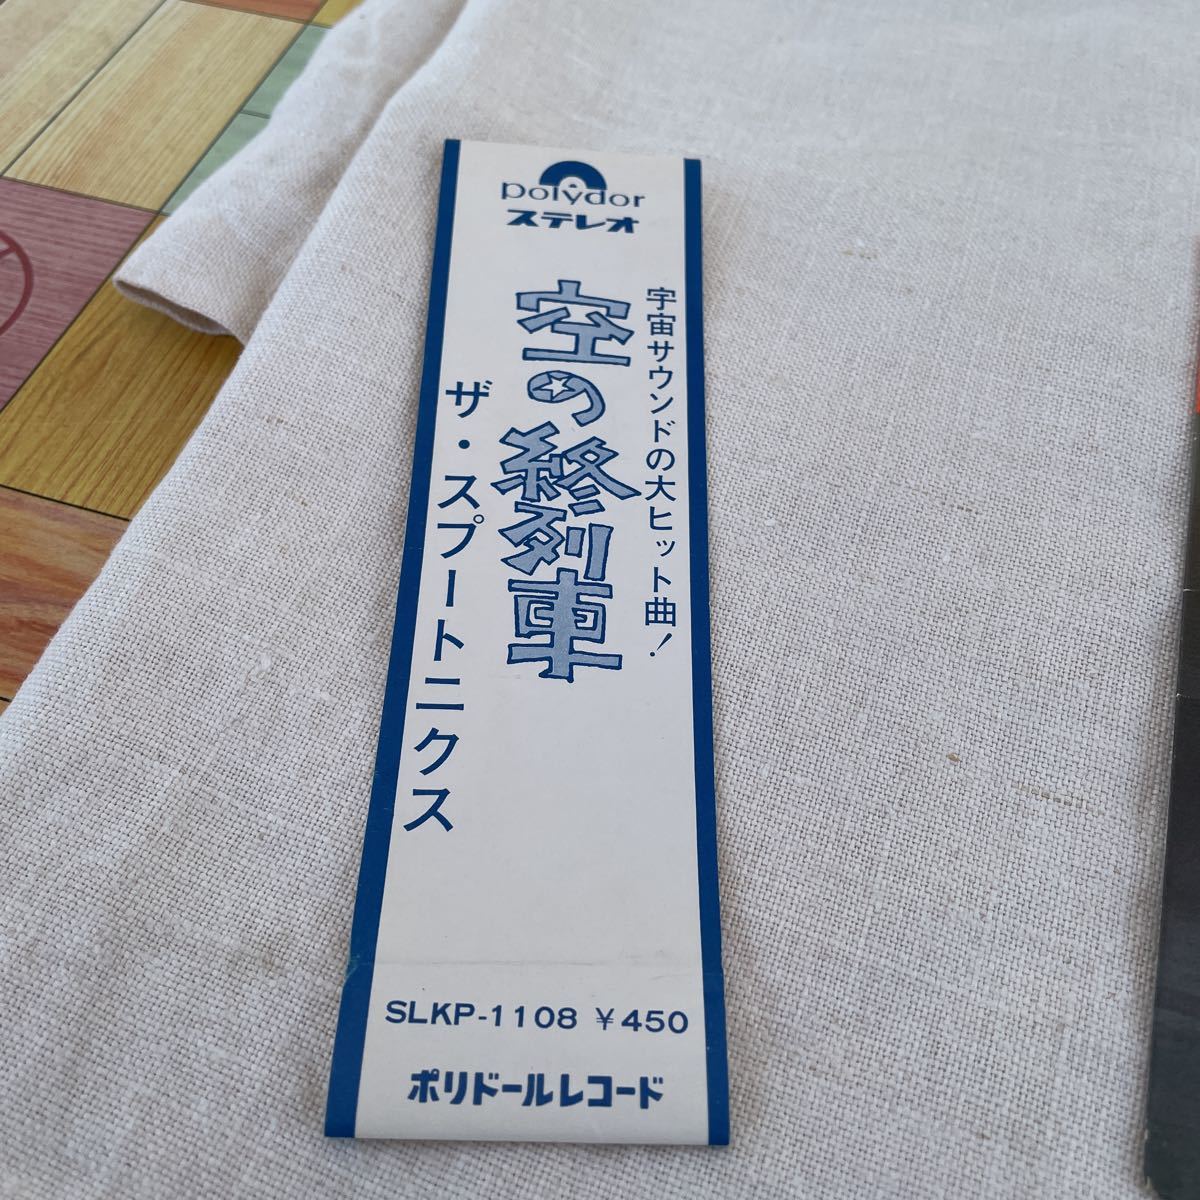 polydor
ステレオ
宇宙サウンドの大ヒット曲！
空の終列車
ザ・スプートニクス
SLKP-1108 ¥450
ポリドールレコード